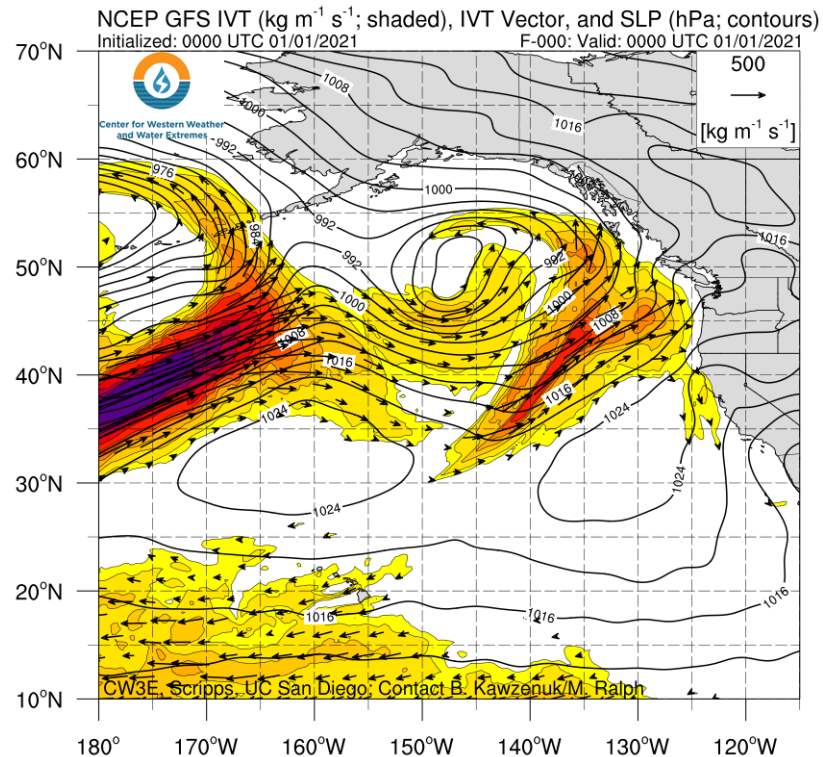 NCEP GFS IVT (kg m⁻¹ s⁻¹; shaded), IVT Vector, and SLP (hPa; contours)
Initialized: 0000 UTC 01/01/2021 F-000: Valid: 0000 UTC 01/01/2021
70°N
500
[kg m⁻¹ s⁻¹]
Center for Western Weather
and Water Extremes
1008
1000
1016
992
60°N
976
1000
984
992
1016
992
992
50°N
1000
1000
1008
1008
1016
40°N
1016
1024
1024
1024
30°N
1024
20°N
1016
1016
1016
10°N
CW3E, Scripps, UC San Diego; Contact B. Kawzenuk/M. Ralph
180° 170°W 160°W 150°W 140°W 130°W 120°W